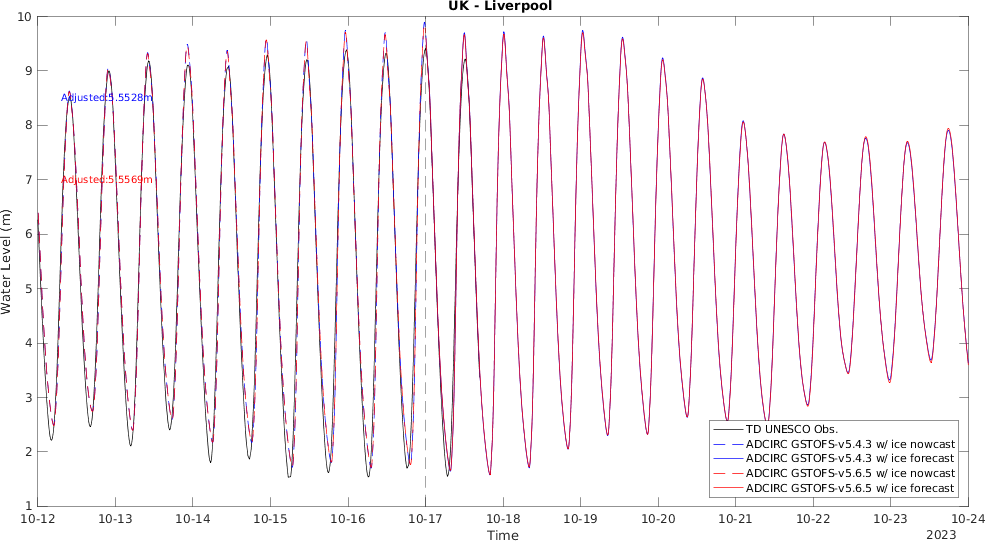 UK - Liverpool
10
9
8
7
6
5
4
3
2
1
Water Level (m)
Adjusted:5.5528m
Adjusted:5.5569m
TD UNESCO Obs.
ADCIRC GSTOFS-v5.4.3 w/ ice nowcast
ADCIRC GSTOFS-v5.4.3 w/ ice forecast
ADCIRC GSTOFS-v5.6.5 w/ ice nowcast
ADCIRC GSTOFS-v5.6.5 w/ ice forecast
10-12 10-13 10-14 10-15 10-16 10-17 10-18 10-19 10-20 10-21 10-22 10-23 10-24
Time
2023